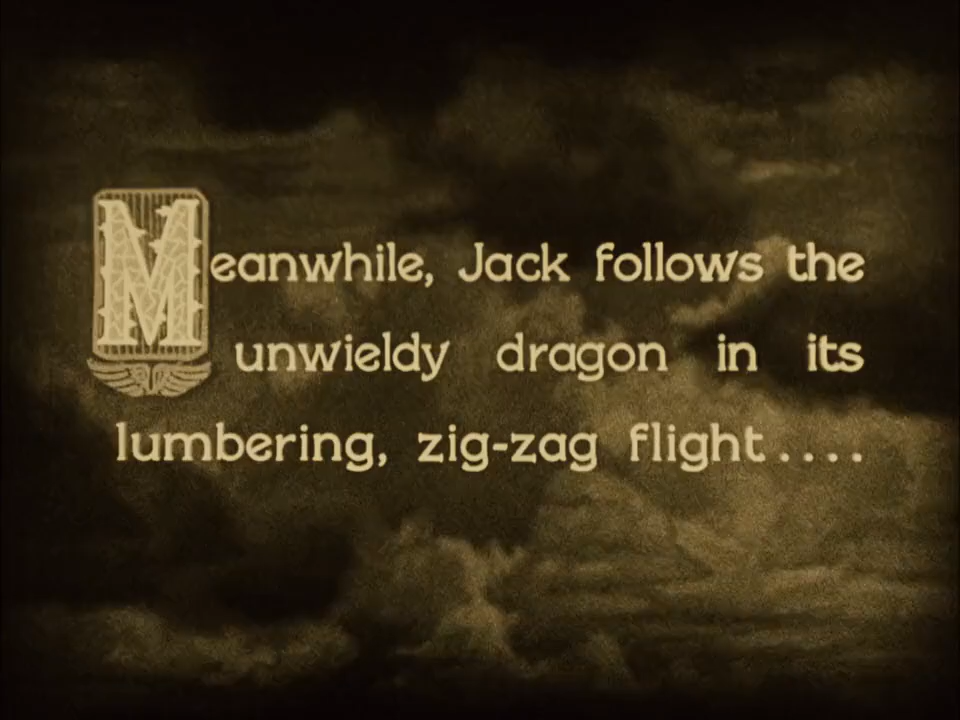 Meanwhile, Jack follows the
unwieldy dragon in its
lumbering, zig-zag flight....